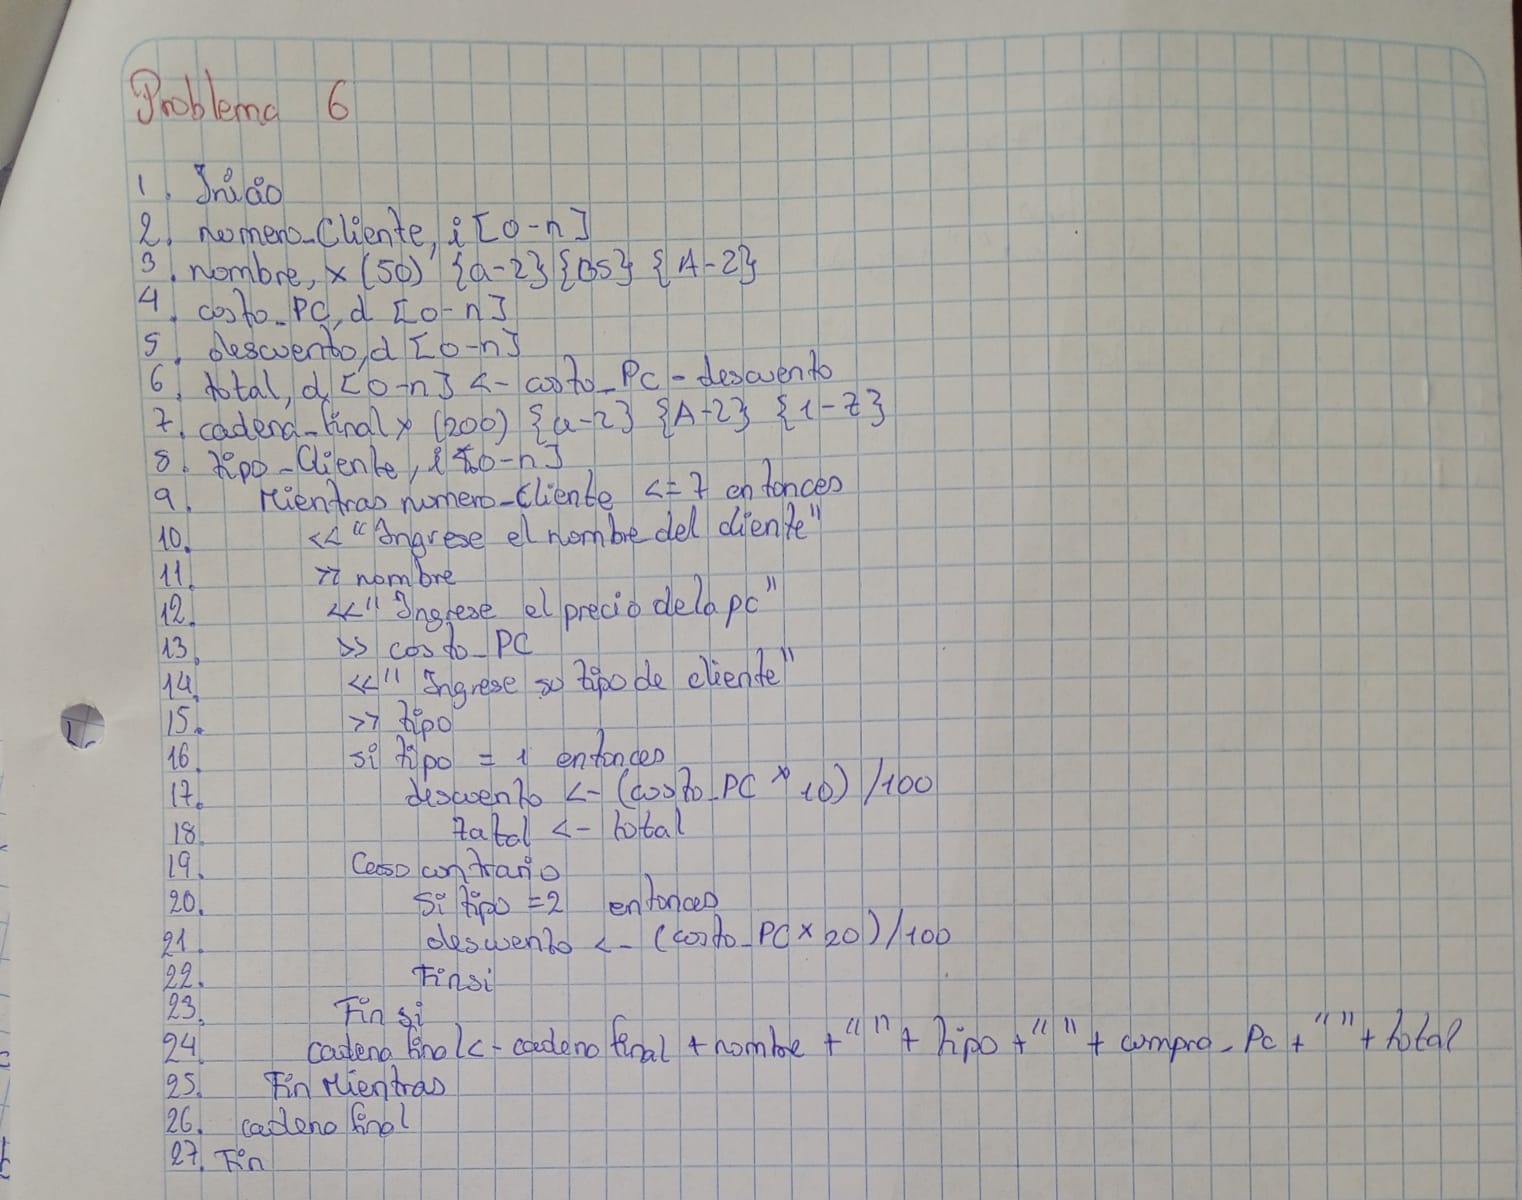 Problema 6
1. Inicio
2. numero_Cliente, i [0-n]
3. nombre, x (50) {a-z} {BS} {A-Z}
4. costo_PC, d [0-n]
5. descuento, d [0-n]
6. total, d [0-n] <- costo_PC - descuento
7. cadena_final x (200) {a-z} {A-Z} {1-Z}
8. tipo_Cliente, i [0-n]
9. Mientras numero_Cliente <= 7 entonces
10. << "Ingrese el nombre del cliente"
11. >> nombre
12. << " Ingrese el precio de la pc"
13. >> costo_PC
14. << " Ingrese su tipo de cliente"
15. >> tipo
16. si tipo = 1 entonces
17. descuento <- (costo_PC * 10) /100
18. tatal <- total
19. Caso contrario
20. Si tipo = 2 entonces
21. descuento <- (costo_PC x 20) /100
22. Finsi
23. Fin si
24. cadena final <- cadena final + nombre + " " + tipo + " " + compra_Pc + " " + total
25. Fin Mientras
26. cadena final
27. Fin